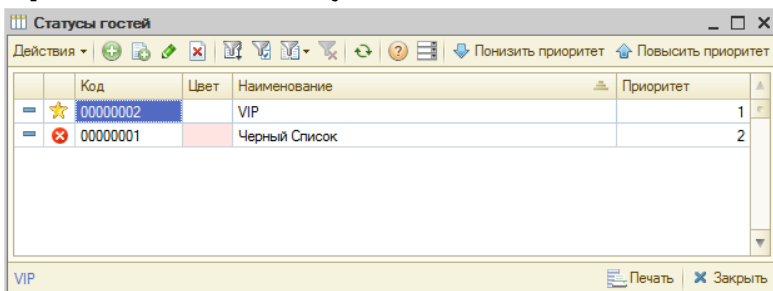 Статусы гостей
Действия Понизить приоритет Повысить приоритет
Код Цвет Наименование Приоритет
00000002 VIP 1
00000001 Черный Список 2
VIP Печать Закрыть